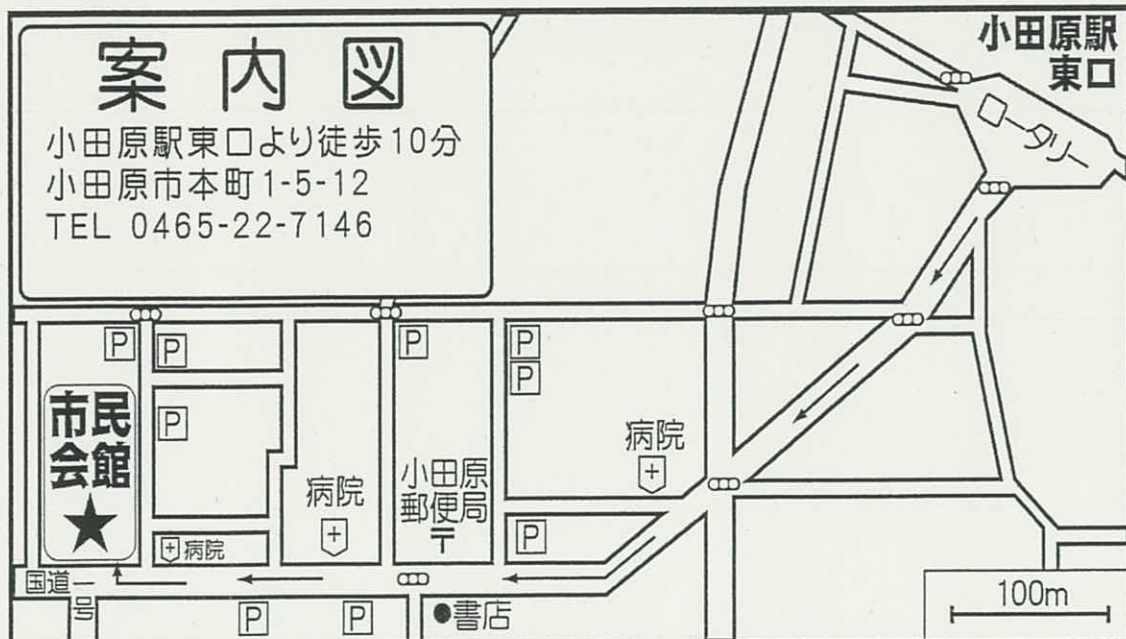 案内図
小田原駅東口より徒歩10分
小田原市本町1-5-12
TEL 0465-22-7146
小田原駅
東口
ロータリー
P
P
P
P
P
P
市民
会館
病院
病院
小田原
郵便局
〒
P
病院
国道一号
P
P
書店
100m